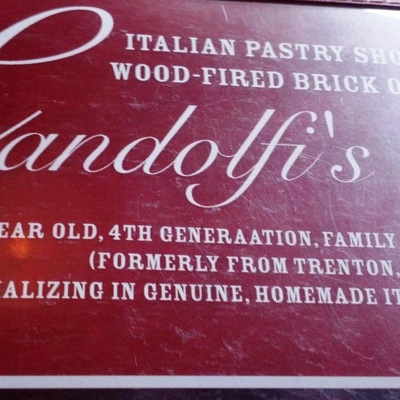 ITALIAN PASTRY SHO
WOOD-FIRED BRICK O
andolfi's
EAR OLD, 4TH GENERAATION, FAMILY
(FORMERLY FROM TRENTON,
IALIZING IN GENUINE, HOMEMADE IT